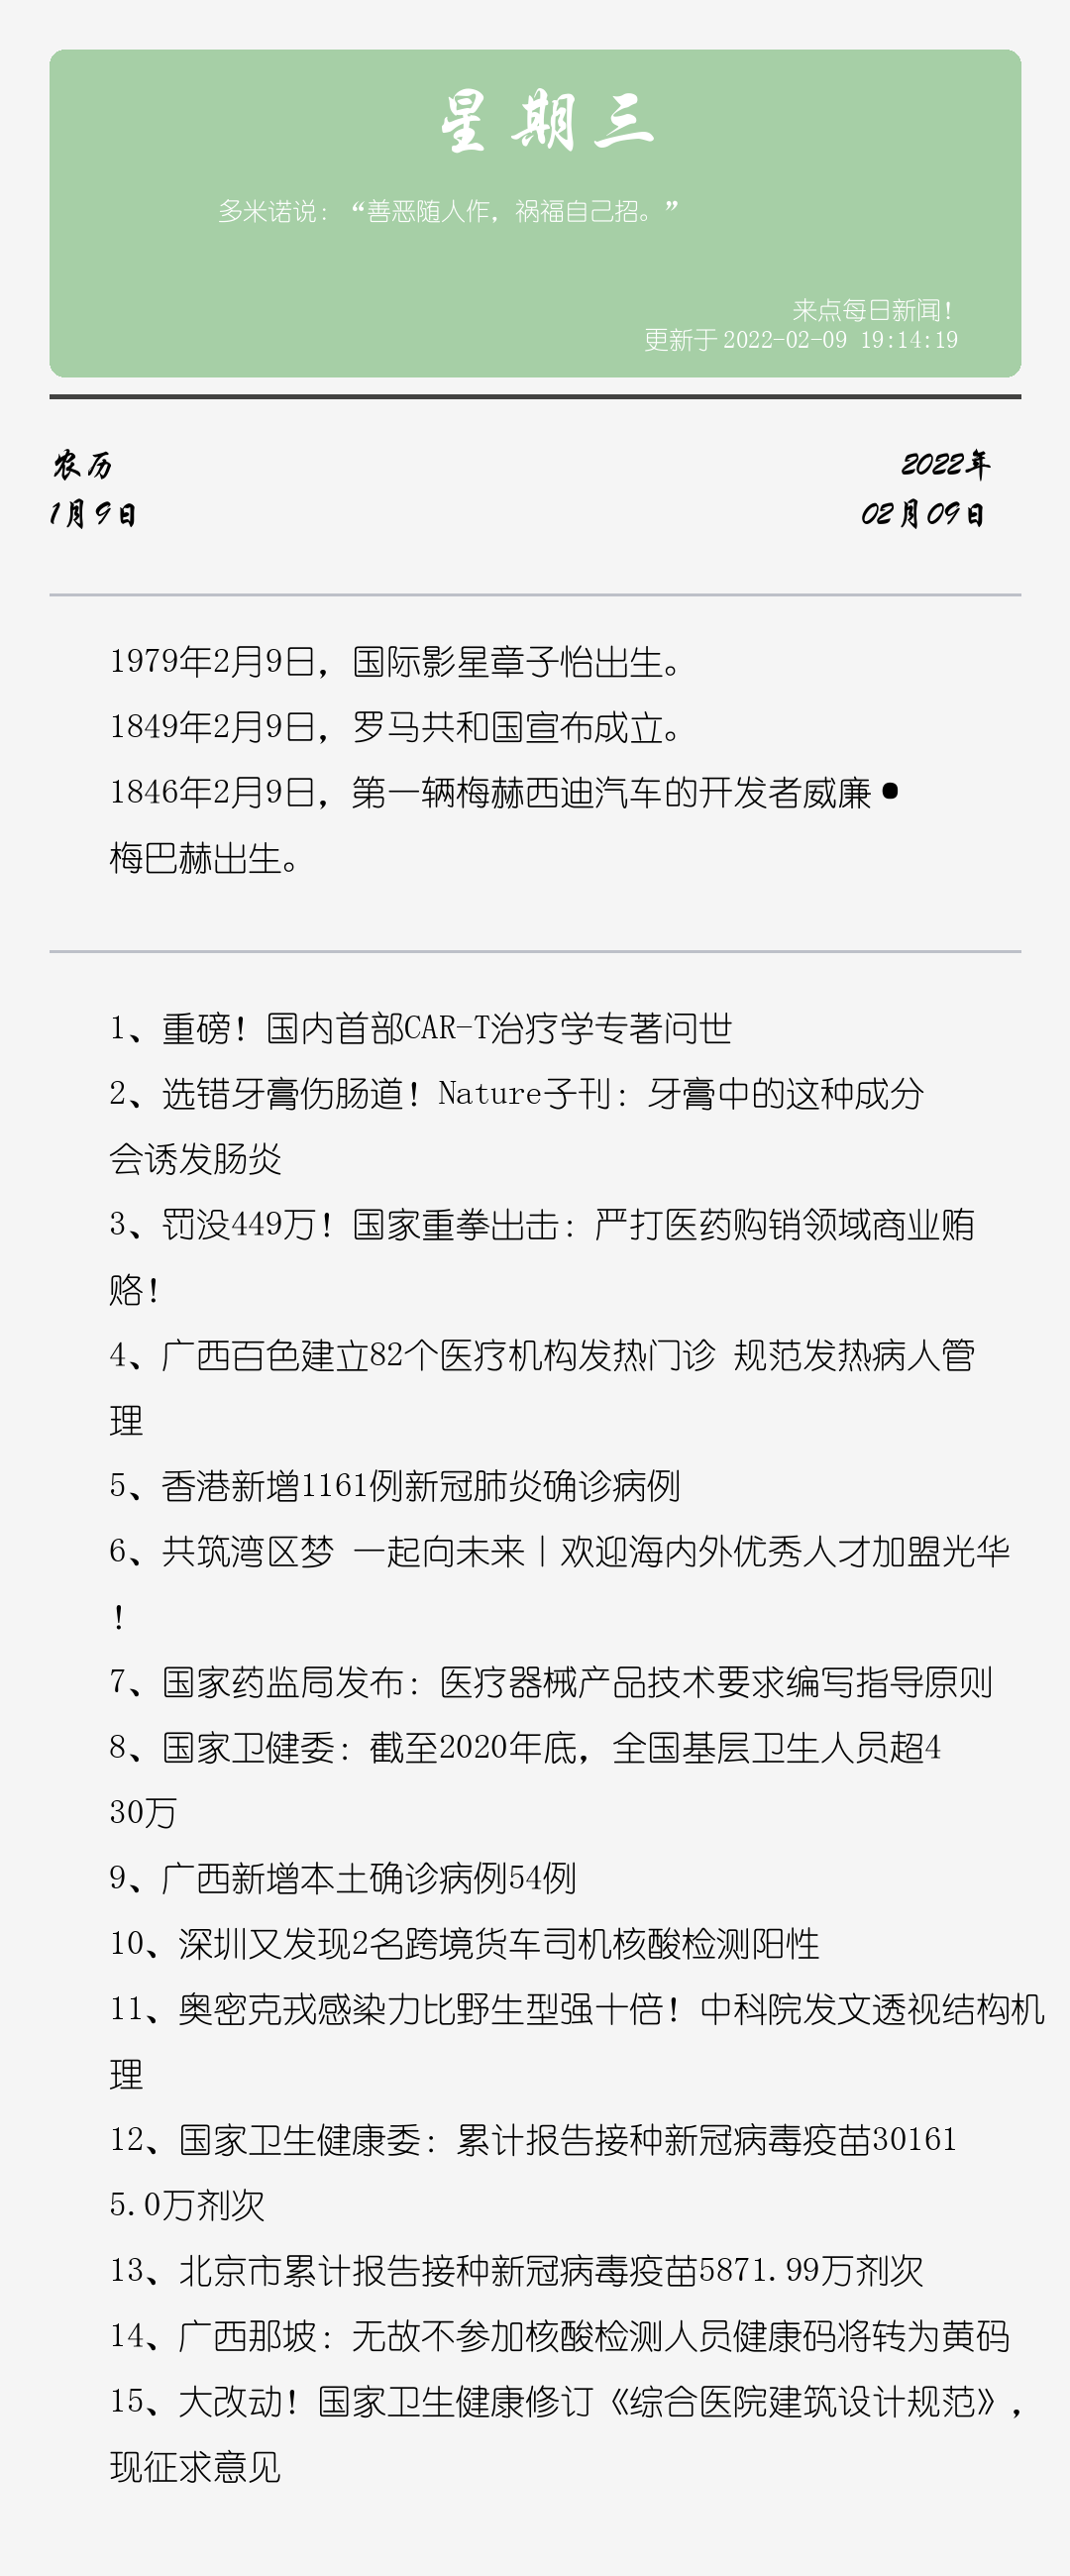 星期三
多米诺说：“善恶随人作，祸福自己招。”
来点每日新闻！
更新于2022-02-09 19:14:19
农历
2022年
1月9日
02月09日
1979年2月9日，国际影星章子怡出生。
1849年2月9日，罗马共和国宣布成立。
1846年2月9日，第一辆梅赫西迪汽车的开发者威廉•
梅巴赫出生。
1、重磅！国内首部CAR-T治疗学专著问世
2、选错牙膏伤肠道！Nature子刊：牙膏中的这种成分
会诱发肠炎
3、罚没449万！国家重拳出击：严打医药购销领域商业贿
赂！
4、广西百色建立82个医疗机构发热门诊 规范发热病人管
理
5、香港新增1161例新冠肺炎确诊病例
6、共筑湾区梦 一起向未来丨欢迎海内外优秀人才加盟光华
！
7、国家药监局发布：医疗器械产品技术要求编写指导原则
8、国家卫健委：截至2020年底，全国基层卫生人员超4
30万
9、广西新增本土确诊病例54例
10、深圳又发现2名跨境货车司机核酸检测阳性
11、奥密克戎感染力比野生型强十倍！中科院发文透视结构机
理
12、国家卫生健康委：累计报告接种新冠病毒疫苗30161
5.0万剂次
13、北京市累计报告接种新冠病毒疫苗5871.99万剂次
14、广西那坡：无故不参加核酸检测人员健康码将转为黄码
15、大改动！国家卫生健康修订《综合医院建筑设计规范》，
现征求意见